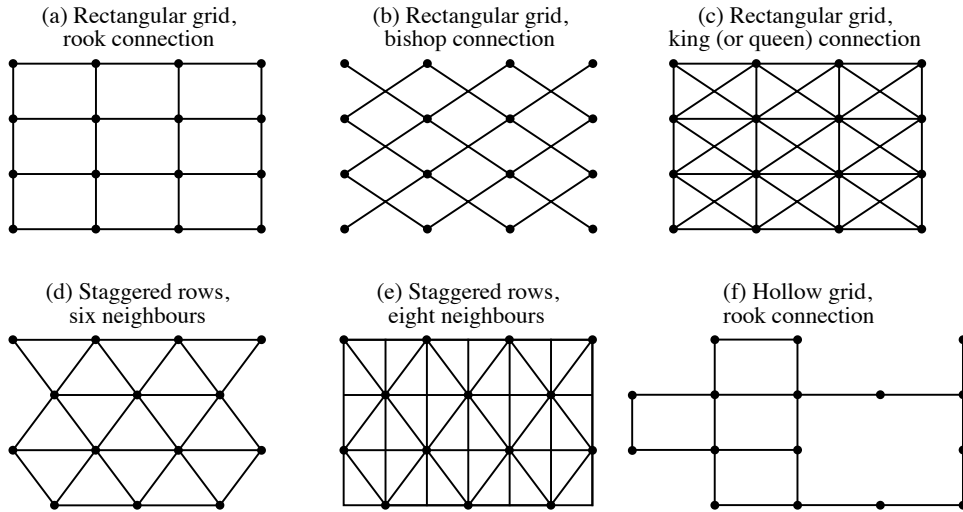 (a) Rectangular grid,
rook connection
(b) Rectangular grid,
bishop connection
(c) Rectangular grid,
king (or queen) connection
(d) Staggered rows,
six neighbours
(e) Staggered rows,
eight neighbours
(f) Hollow grid,
rook connection